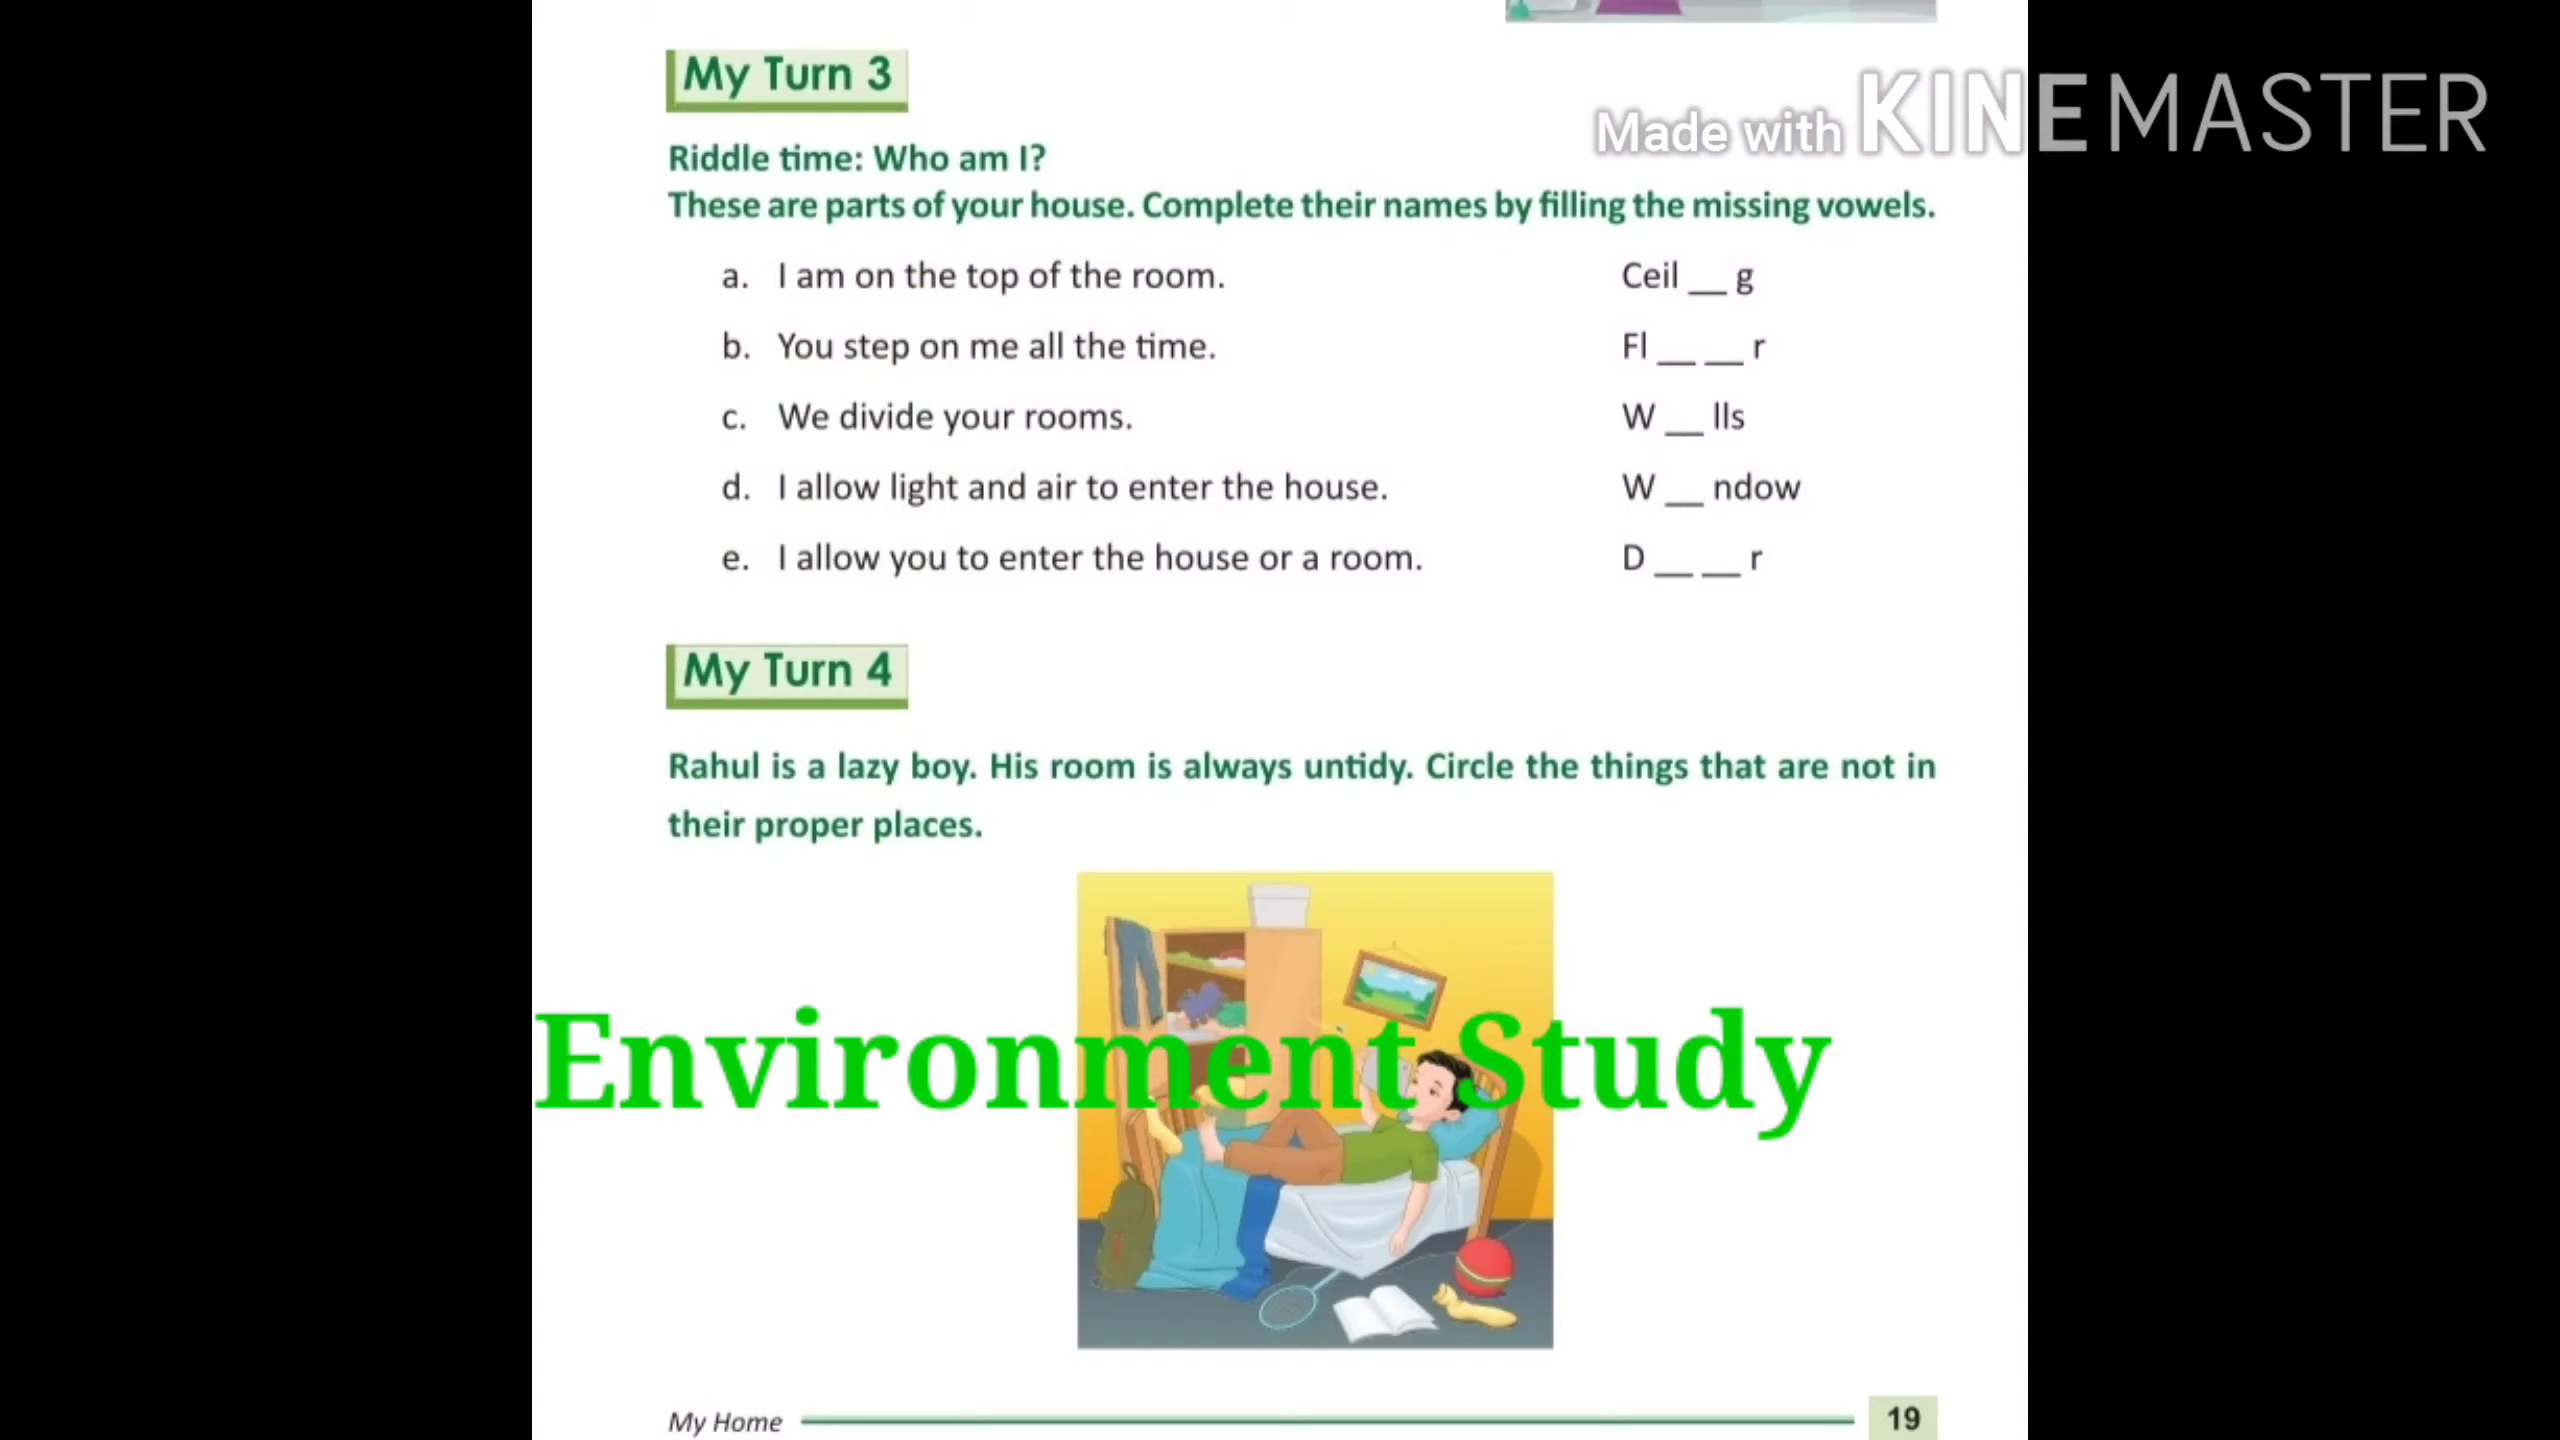 My Turn 3
Made with KINEMASTER
Riddle time: Who am I?
These are parts of your house. Complete their names by filling the missing vowels.
a. I am on the top of the room. Ceil __ g
b. You step on me all the time. Fl __ __ r
c. We divide your rooms. W __ lls
d. I allow light and air to enter the house. W __ ndow
e. I allow you to enter the house or a room. D __ __ r
My Turn 4
Rahul is a lazy boy. His room is always untidy. Circle the things that are not in
their proper places.
Environment Study
My Home 19